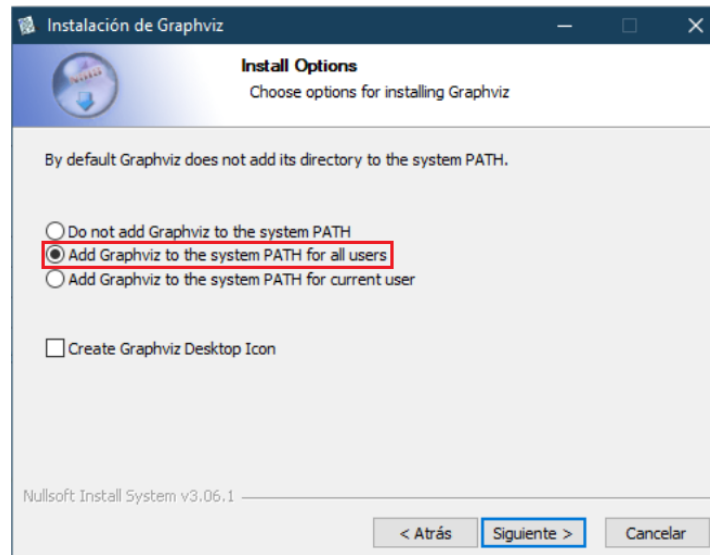 Instalación de Graphviz
Install Options
Choose options for installing Graphviz
By default Graphviz does not add its directory to the system PATH.
Do not add Graphviz to the system PATH
Add Graphviz to the system PATH for all users
Add Graphviz to the system PATH for current user
Create Graphviz Desktop Icon
Nullsoft Install System v3.06.1
< Atrás Siguiente > Cancelar